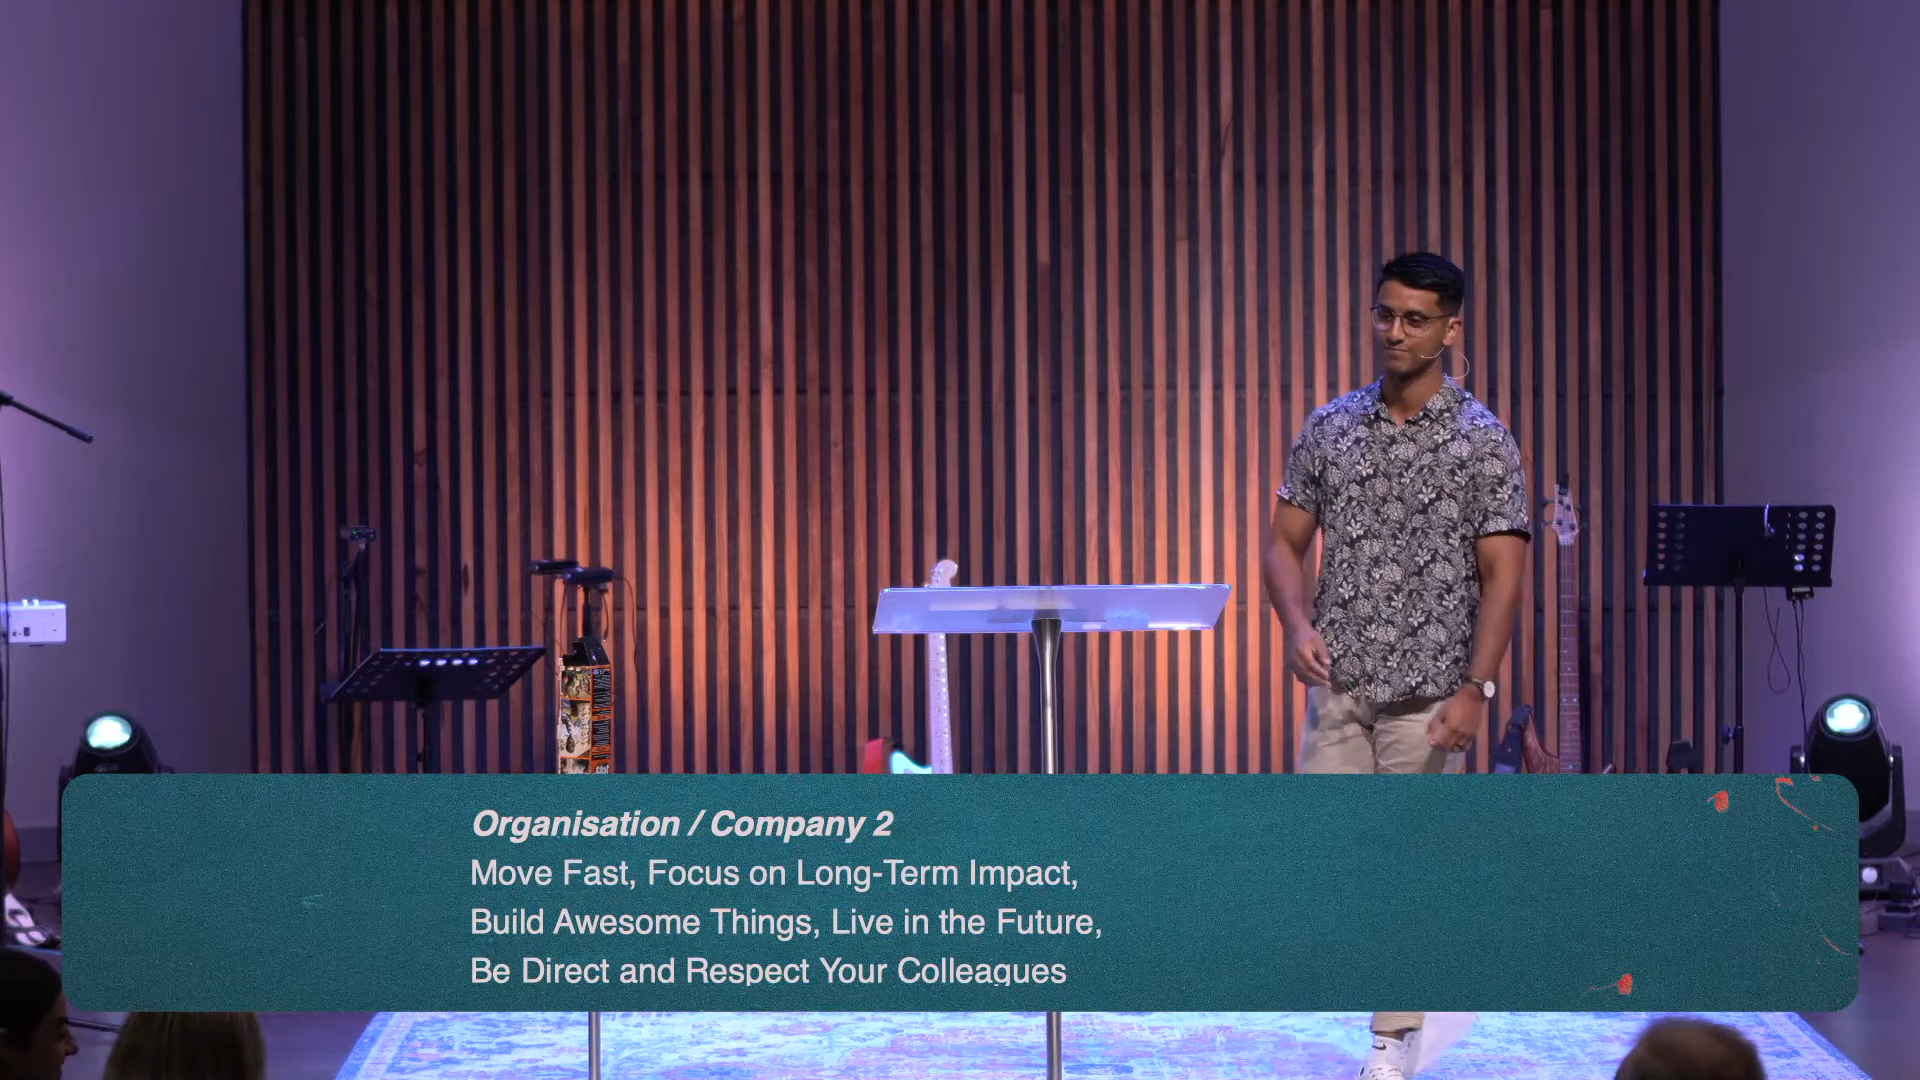 Organisation / Company 2
Move Fast, Focus on Long-Term Impact,
Build Awesome Things, Live in the Future,
Be Direct and Respect Your Colleagues